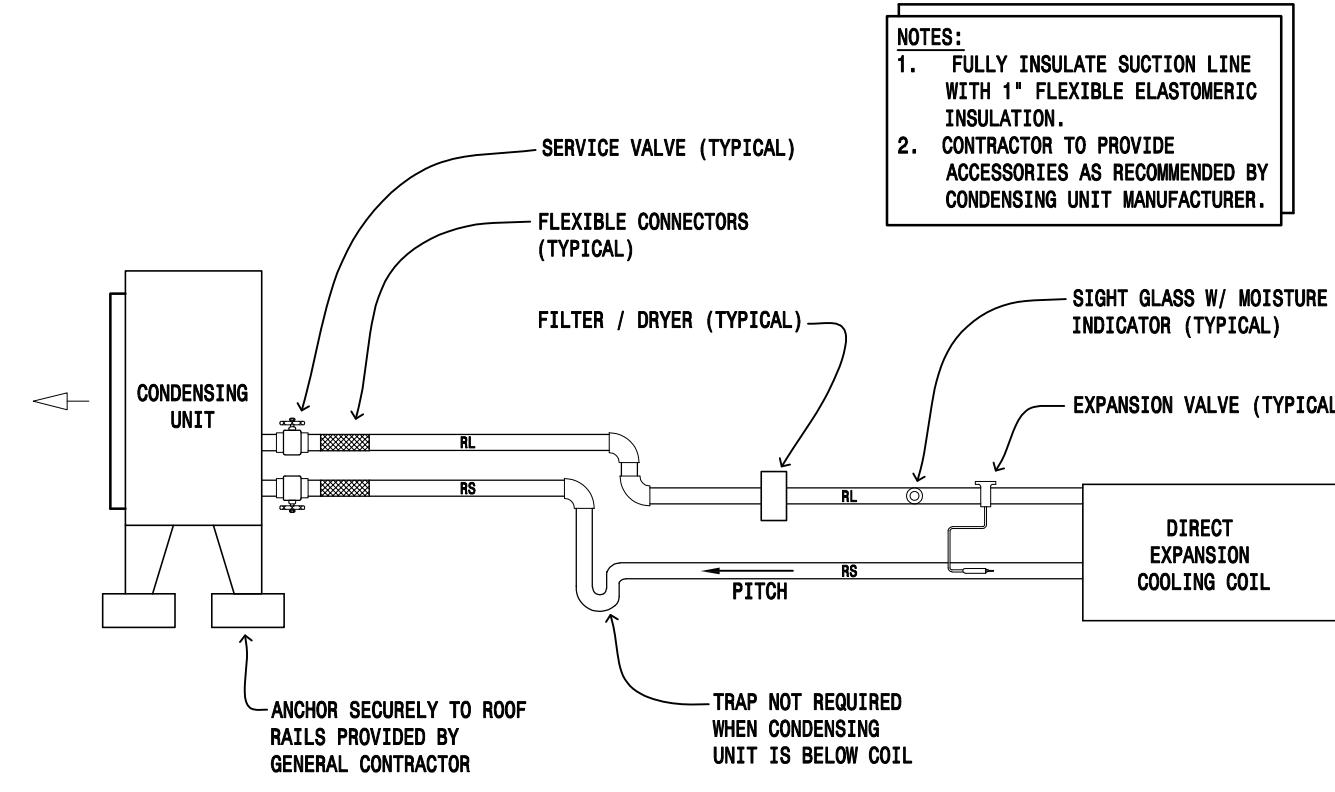 NOTES:
1. FULLY INSULATE SUCTION LINE
WITH 1" FLEXIBLE ELASTOMERIC
INSULATION.
2. CONTRACTOR TO PROVIDE
ACCESSORIES AS RECOMMENDED BY
CONDENSING UNIT MANUFACTURER.
SERVICE VALVE (TYPICAL)
FLEXIBLE CONNECTORS
(TYPICAL)
FILTER / DRYER (TYPICAL)
SIGHT GLASS W/ MOISTURE
INDICATOR (TYPICAL)
EXPANSION VALVE (TYPICAL
CONDENSING
UNIT
RL
RS
RL
RS
PITCH
DIRECT
EXPANSION
COOLING COIL
ANCHOR SECURELY TO ROOF
RAILS PROVIDED BY
GENERAL CONTRACTOR
TRAP NOT REQUIRED
WHEN CONDENSING
UNIT IS BELOW COIL